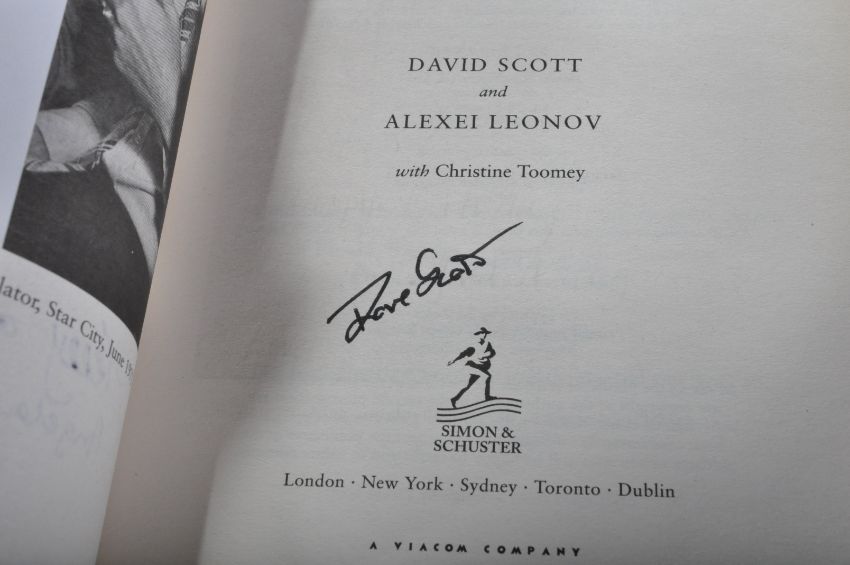 DAVID SCOTT
and
ALEXEI LEONOV
with Christine Toomey
Dave Scott
SIMON &
SCHUSTER
London · New York · Sydney · Toronto · Dublin
A VIACOM COMPANY
lator, Star City, June